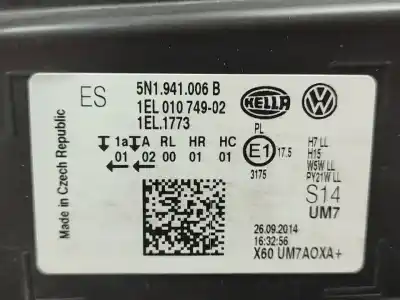 ES
5N1.941.006 B
1EL 010 749-02
1EL.1773
HELLA
VW
PL
1a A RL HR HC
01 02 00 01 01
E1 17.5
3175
H7 LL
H15
W5W LL
PY21W LL
S14
UM7
26.09.2014
16:32:56
X60 UM7AOXA+
Made in Czech Republic